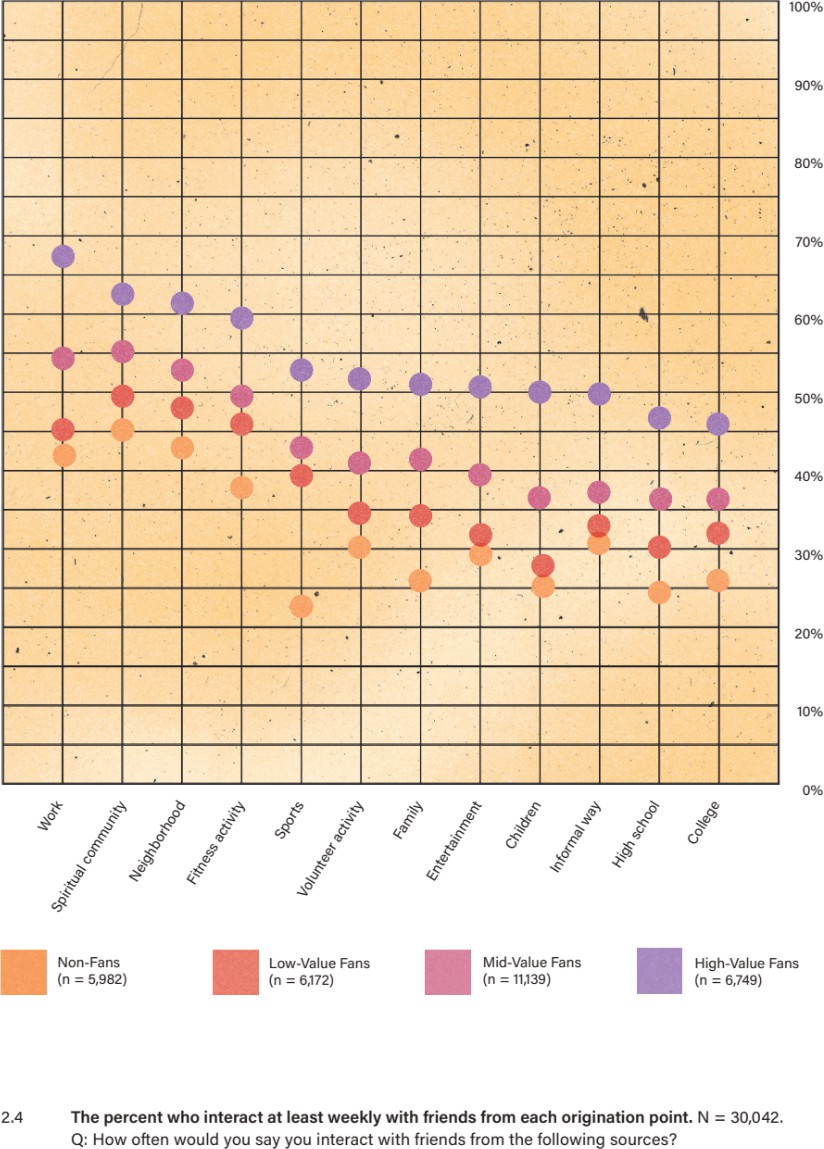 100%
90%
80%
70%
60%
50%
40%
30%
20%
10%
0%
Work
Spiritual community
Neighborhood
Fitness activity
Sports
Volunteer activity
Family
Entertainment
Children
Informal way
High school
College
Non-Fans
(n = 5,982)
Low-Value Fans
(n = 6,172)
Mid-Value Fans
(n = 11,139)
High-Value Fans
(n = 6,749)
2.4 The percent who interact at least weekly with friends from each origination point. N = 30,042.
Q: How often would you say you interact with friends from the following sources?